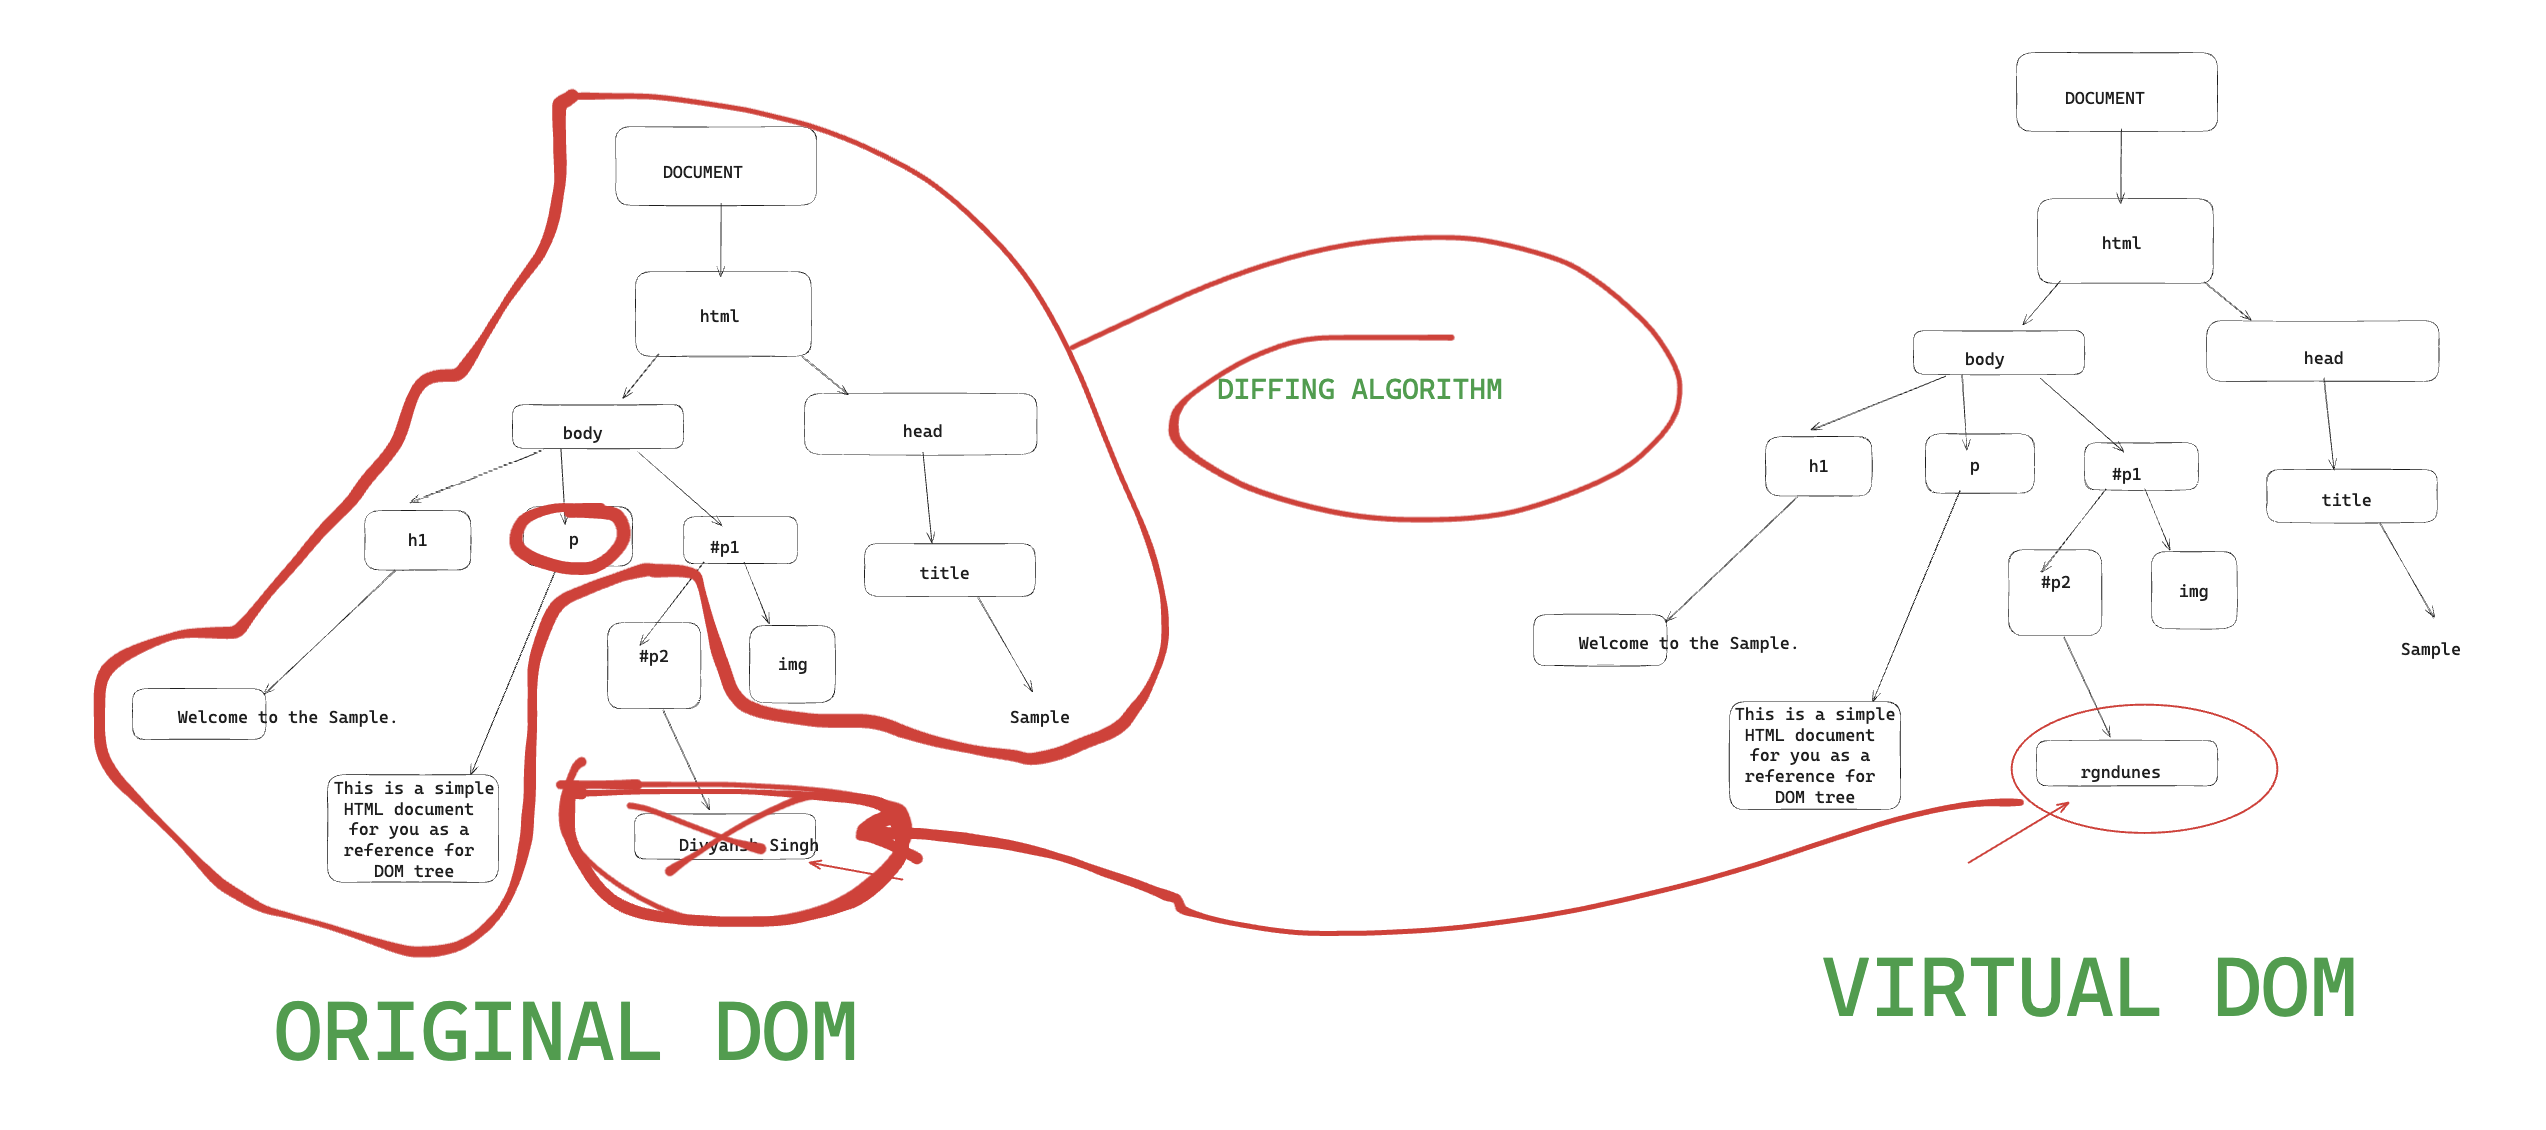 DOCUMENT
html
body
head
h1
p
#p1
title
#p2
img
Welcome to the Sample.
Sample
This is a simple
HTML document
for you as a
reference for
DOM tree
Divyansh Singh
ORIGINAL DOM
DIFFING ALGORITHM
DOCUMENT
html
body
head
h1
p
#p1
title
#p2
img
Welcome to the Sample.
Sample
This is a simple
HTML document
for you as a
reference for
DOM tree
rgndunes
VIRTUAL DOM